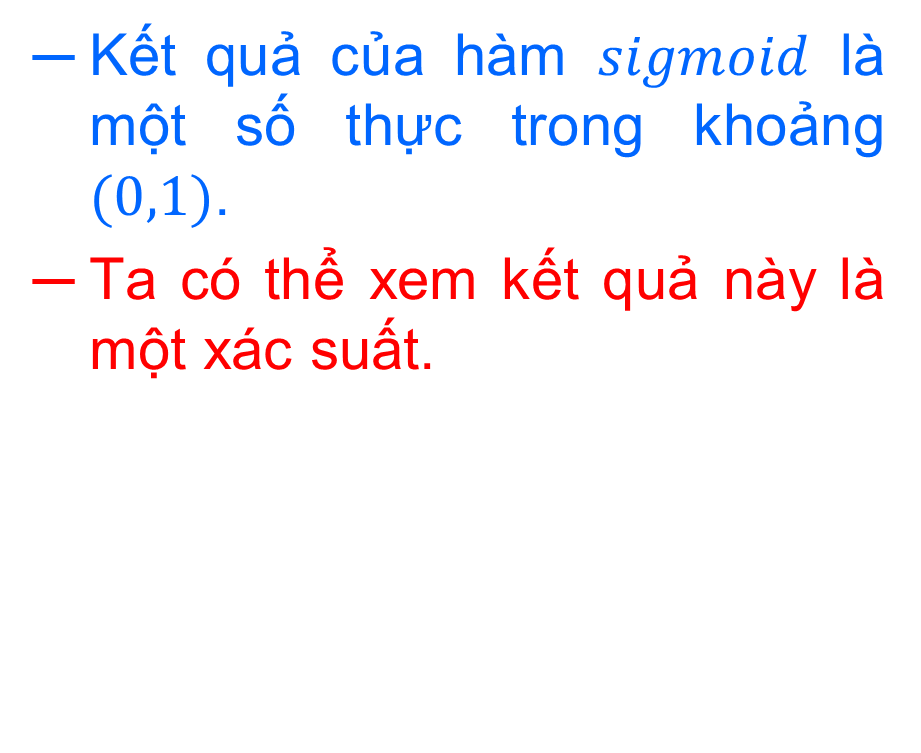 – Kết quả của hàm sigmoid là
một số thực trong khoảng
(0,1).
– Ta có thể xem kết quả này là
một xác suất.